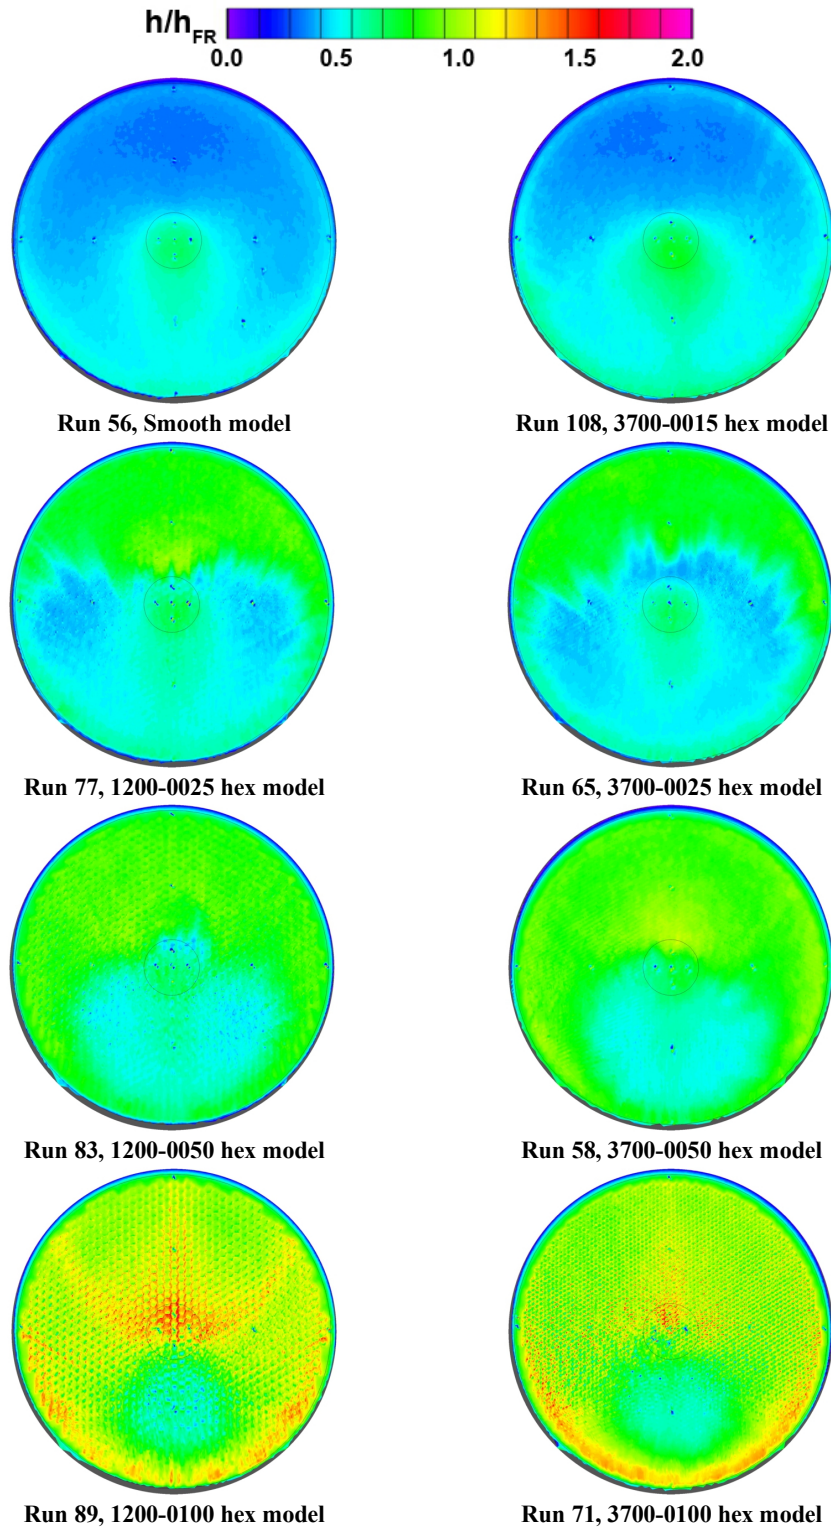 h/hFR
0.0 0.5 1.0 1.5 2.0
Run 56, Smooth model
Run 108, 3700-0015 hex model
Run 77, 1200-0025 hex model
Run 65, 3700-0025 hex model
Run 83, 1200-0050 hex model
Run 58, 3700-0050 hex model
Run 89, 1200-0100 hex model
Run 71, 3700-0100 hex model